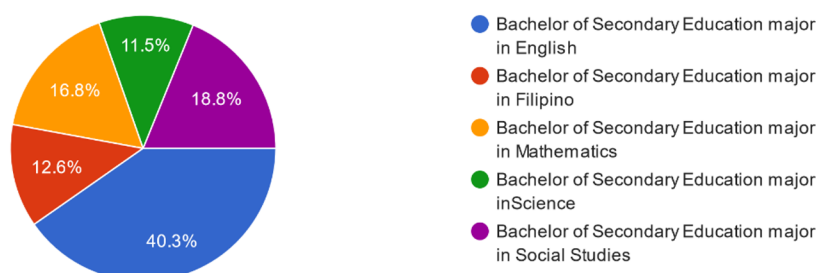 11.5%
16.8%
18.8%
12.6%
40.3%
Bachelor of Secondary Education major
in English
Bachelor of Secondary Education major
in Filipino
Bachelor of Secondary Education major
in Mathematics
Bachelor of Secondary Education major
inScience
Bachelor of Secondary Education major
in Social Studies